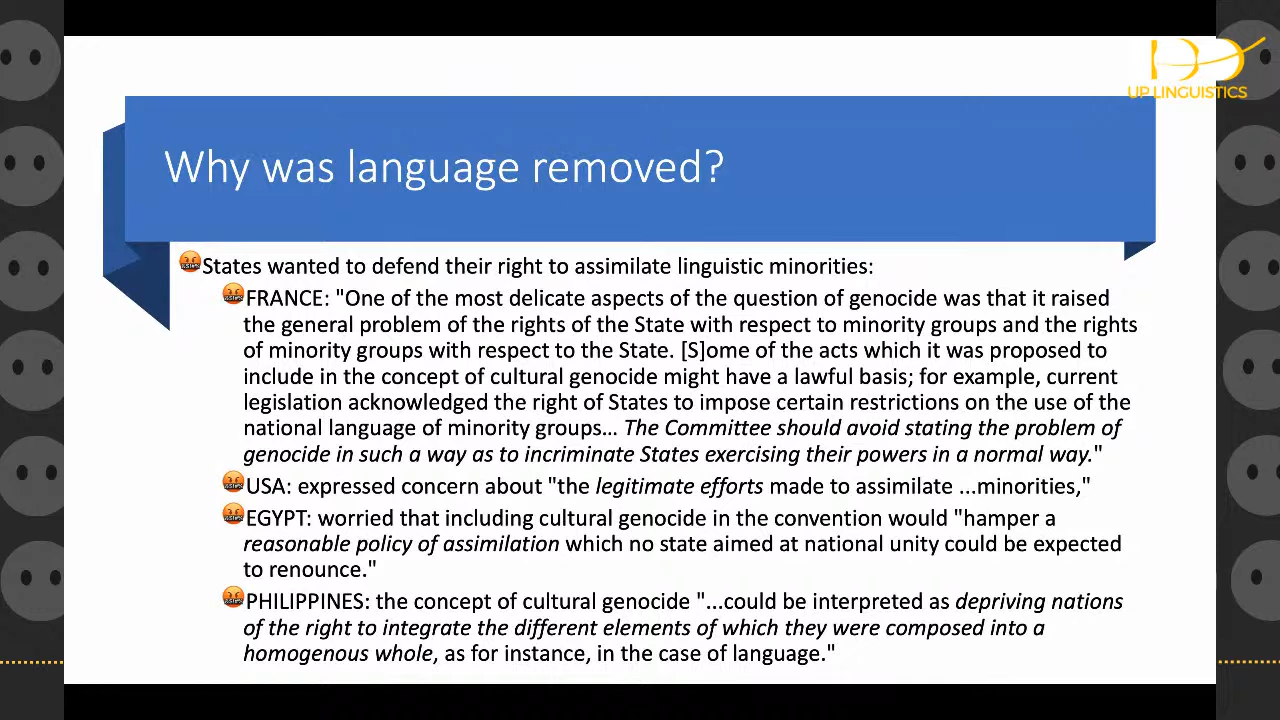 UP LINGUISTICS
Why was language removed?
States wanted to defend their right to assimilate linguistic minorities:
FRANCE: "One of the most delicate aspects of the question of genocide was that it raised
the general problem of the rights of the State with respect to minority groups and the rights
of minority groups with respect to the State. [S]ome of the acts which it was proposed to
include in the concept of cultural genocide might have a lawful basis; for example, current
legislation acknowledged the right of States to impose certain restrictions on the use of the
national language of minority groups… The Committee should avoid stating the problem of
genocide in such a way as to incriminate States exercising their powers in a normal way."
USA: expressed concern about "the legitimate efforts made to assimilate ...minorities,"
EGYPT: worried that including cultural genocide in the convention would "hamper a
reasonable policy of assimilation which no state aimed at national unity could be expected
to renounce."
PHILIPPINES: the concept of cultural genocide "...could be interpreted as depriving nations
of the right to integrate the different elements of which they were composed into a
homogenous whole, as for instance, in the case of language."